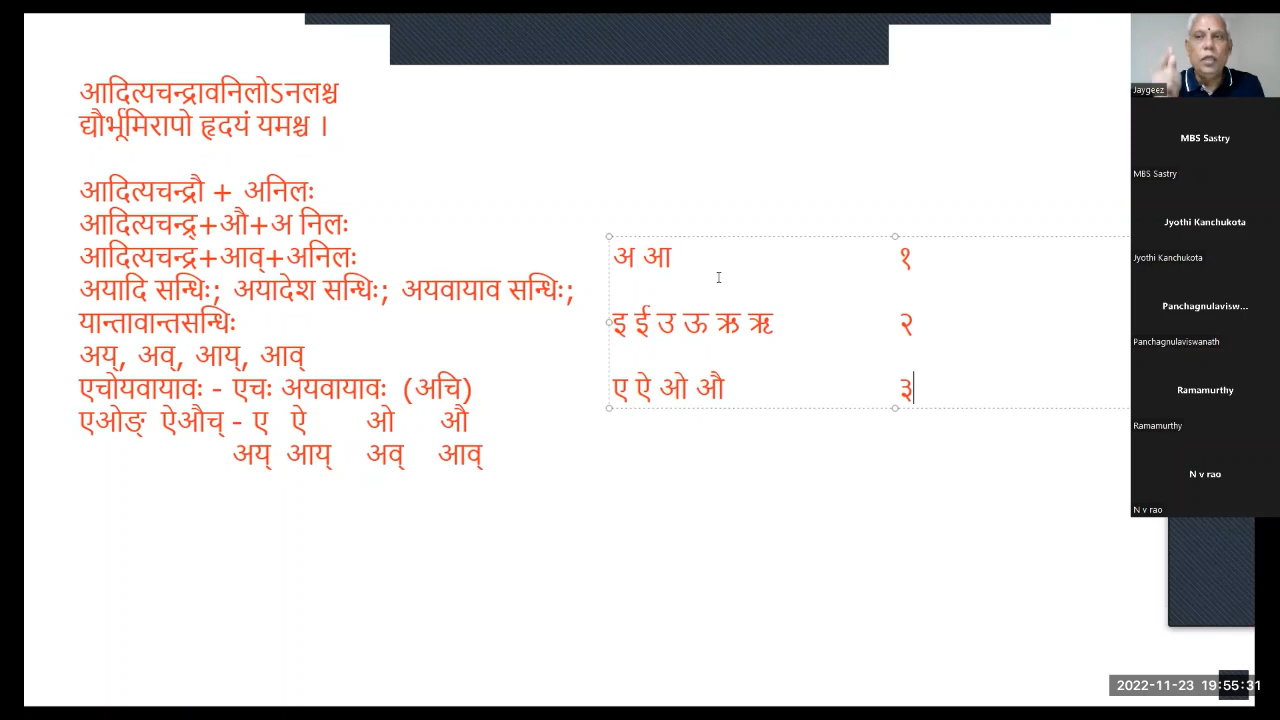 आदित्यचन्द्रावनिलोऽनलश्च
द्यौर्भूमिरापो हृदयं यमश्च ।
आदित्यचन्द्रौ + अनिलः
आदित्यचन्द्र्+औ+अ निलः
आदित्यचन्द्र+आव्+अनिलः
अयादि सन्धिः; अयादेश सन्धिः; अयवायाव सन्धिः;
यान्तावान्तसन्धिः
अय्, अव्, आय्, आव्
एचोयवायावः - एचः अयवायावः (अचि)
एओङ् ऐऔच् - ए ऐ ओ औ
अय् आय् अव् आव्
अ आ १
इ ई उ ऊ ऋ ऋ २
ए ऐ ओ औ ३
Jaygeez
MBS Sastry
MBS Sastry
Jyothi Kanchukota
Jyothi Kanchukota
Panchagnulavisw...
Panchagnulaviswanath
Ramamurthy
Ramamurthy
N v rao
N v rao
2022-11-23 19:55:31